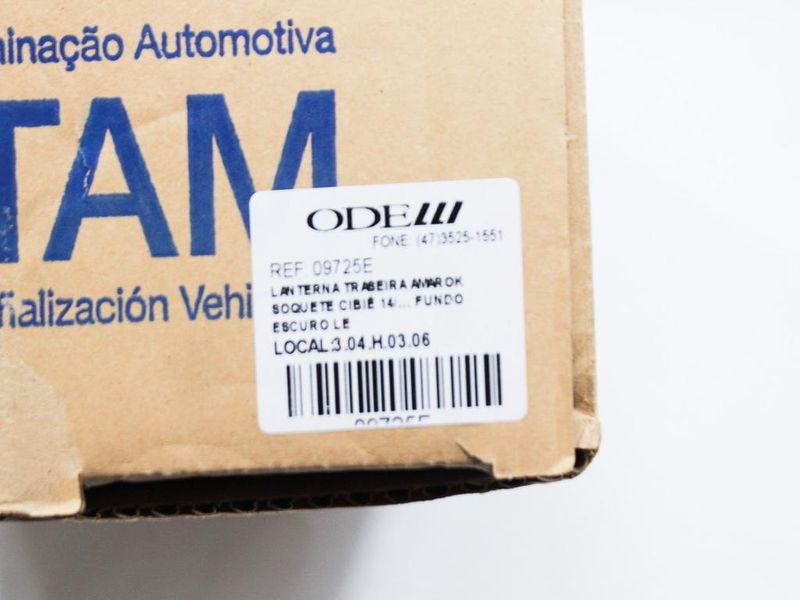 minação Automotiva
TAM
ñalización Vehi
ODE
FONE: (47)3525-1551
REF 09725E
LANTERNA TRASEIRA AMAROK
SOQUETE CIBIÉ 14/... FUNDO
ESCURO LE
LOCAL:3.04.H.03.06
09725E